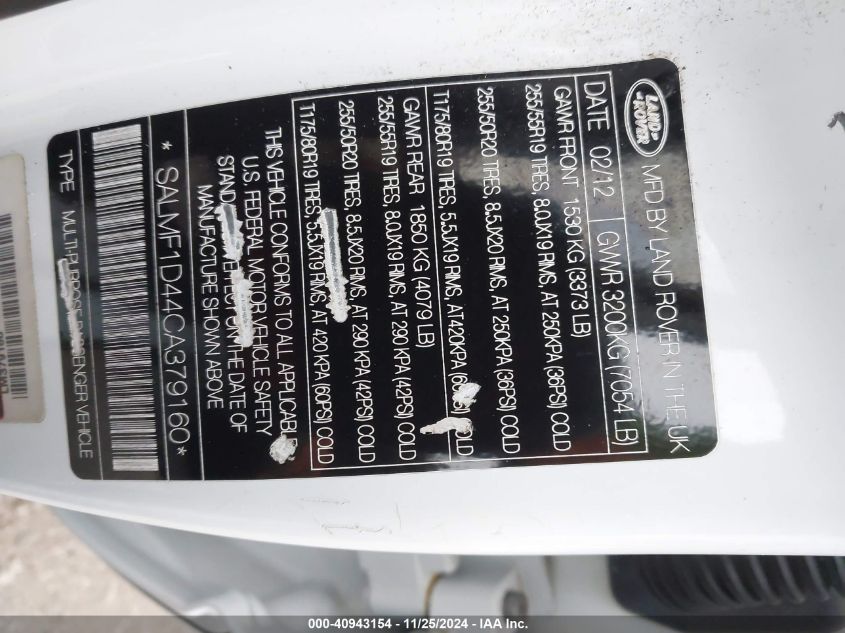 LAND
ROVER
MFD BY LAND ROVER IN THE UK
DATE 02/12 GWVR 3200KG (7054 LB)
GAWR FRONT 1530 KG (3373 LB)
255/55R19 TIRES, 8.0JX19 RIMS, AT 250KPA (36PSI) COLD
255/50R20 TIRES, 8.5JX20 RIMS, AT 250KPA (36PSI) COLD
T175/80R19 TIRES, 5.5JX19 RIMS, AT420KPA COLD
GAWR REAR 1850 KG (4079 LB)
255/55R19 TIRES, 8.0JX19 RIMS, AT 290 KPA (42PSI) COLD
255/50R20 TIRES, 8.5JX20 RIMS, AT 290 KPA (42PSI) COLD
T175/80R19 TIRES, 5.5JX19 RIMS, AT 420 KPA (60PSI) COLD
THIS VEHICLE CONFORMS TO ALL APPLICABLE
U.S. FEDERAL MOTOR VEHICLE SAFETY
IN THE DATE OF
MANUFACTURE SHOWN ABOVE
* SALMF1D44CA379160 *
TYPE MULTI-PURPOSE PASSENGER VEHICLE
000-40943154 - 11/25/2024 - IAA Inc.